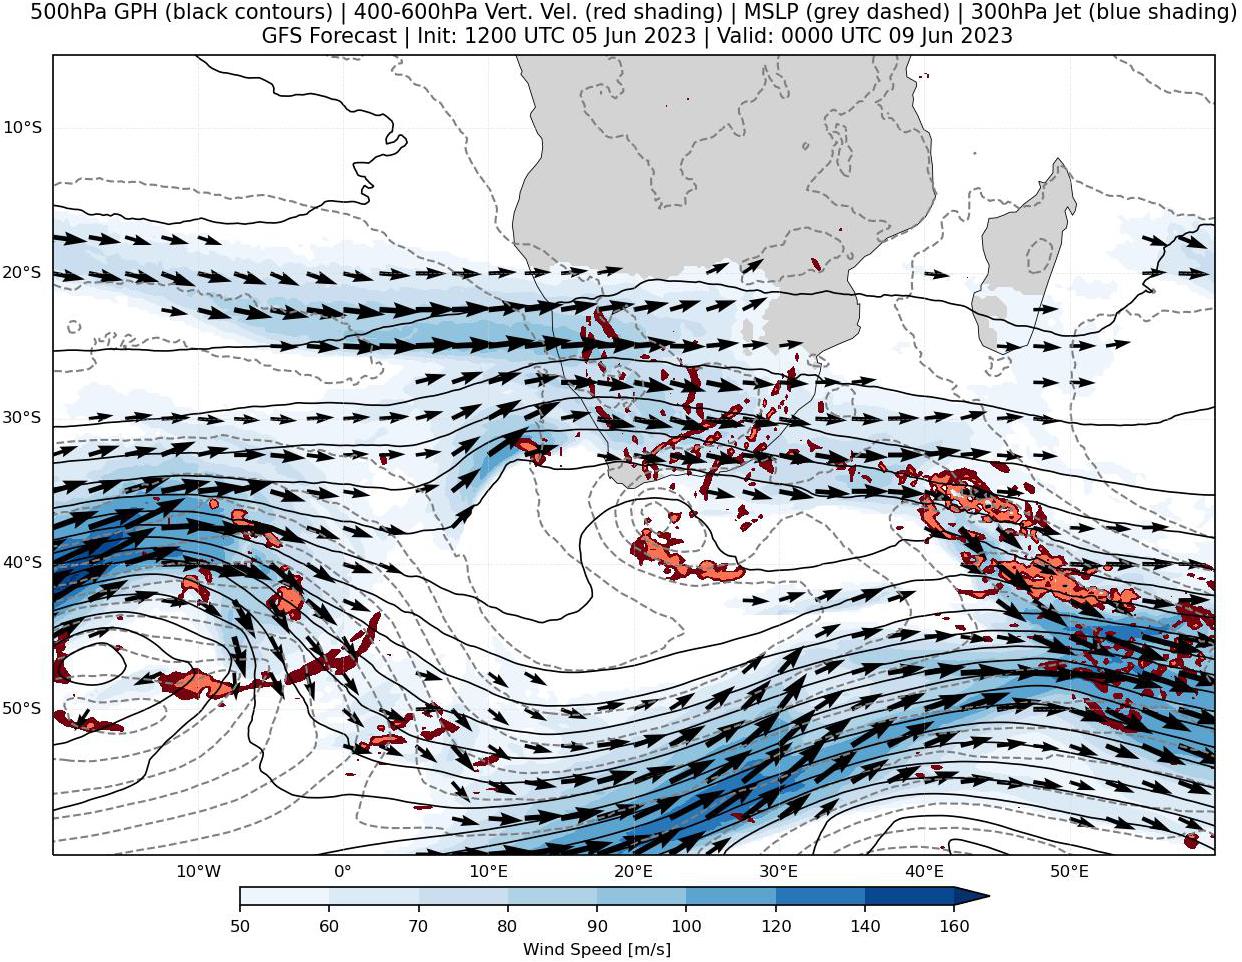 500hPa GPH (black contours) | 400-600hPa Vert. Vel. (red shading) | MSLP (grey dashed) | 300hPa Jet (blue shading)
GFS Forecast | Init: 1200 UTC 05 Jun 2023 | Valid: 0000 UTC 09 Jun 2023
10°S
20°S
30°S
40°S
50°S
10°W 0° 10°E 20°E 30°E 40°E 50°E
50 60 70 80 90 100 120 140 160
Wind Speed [m/s]